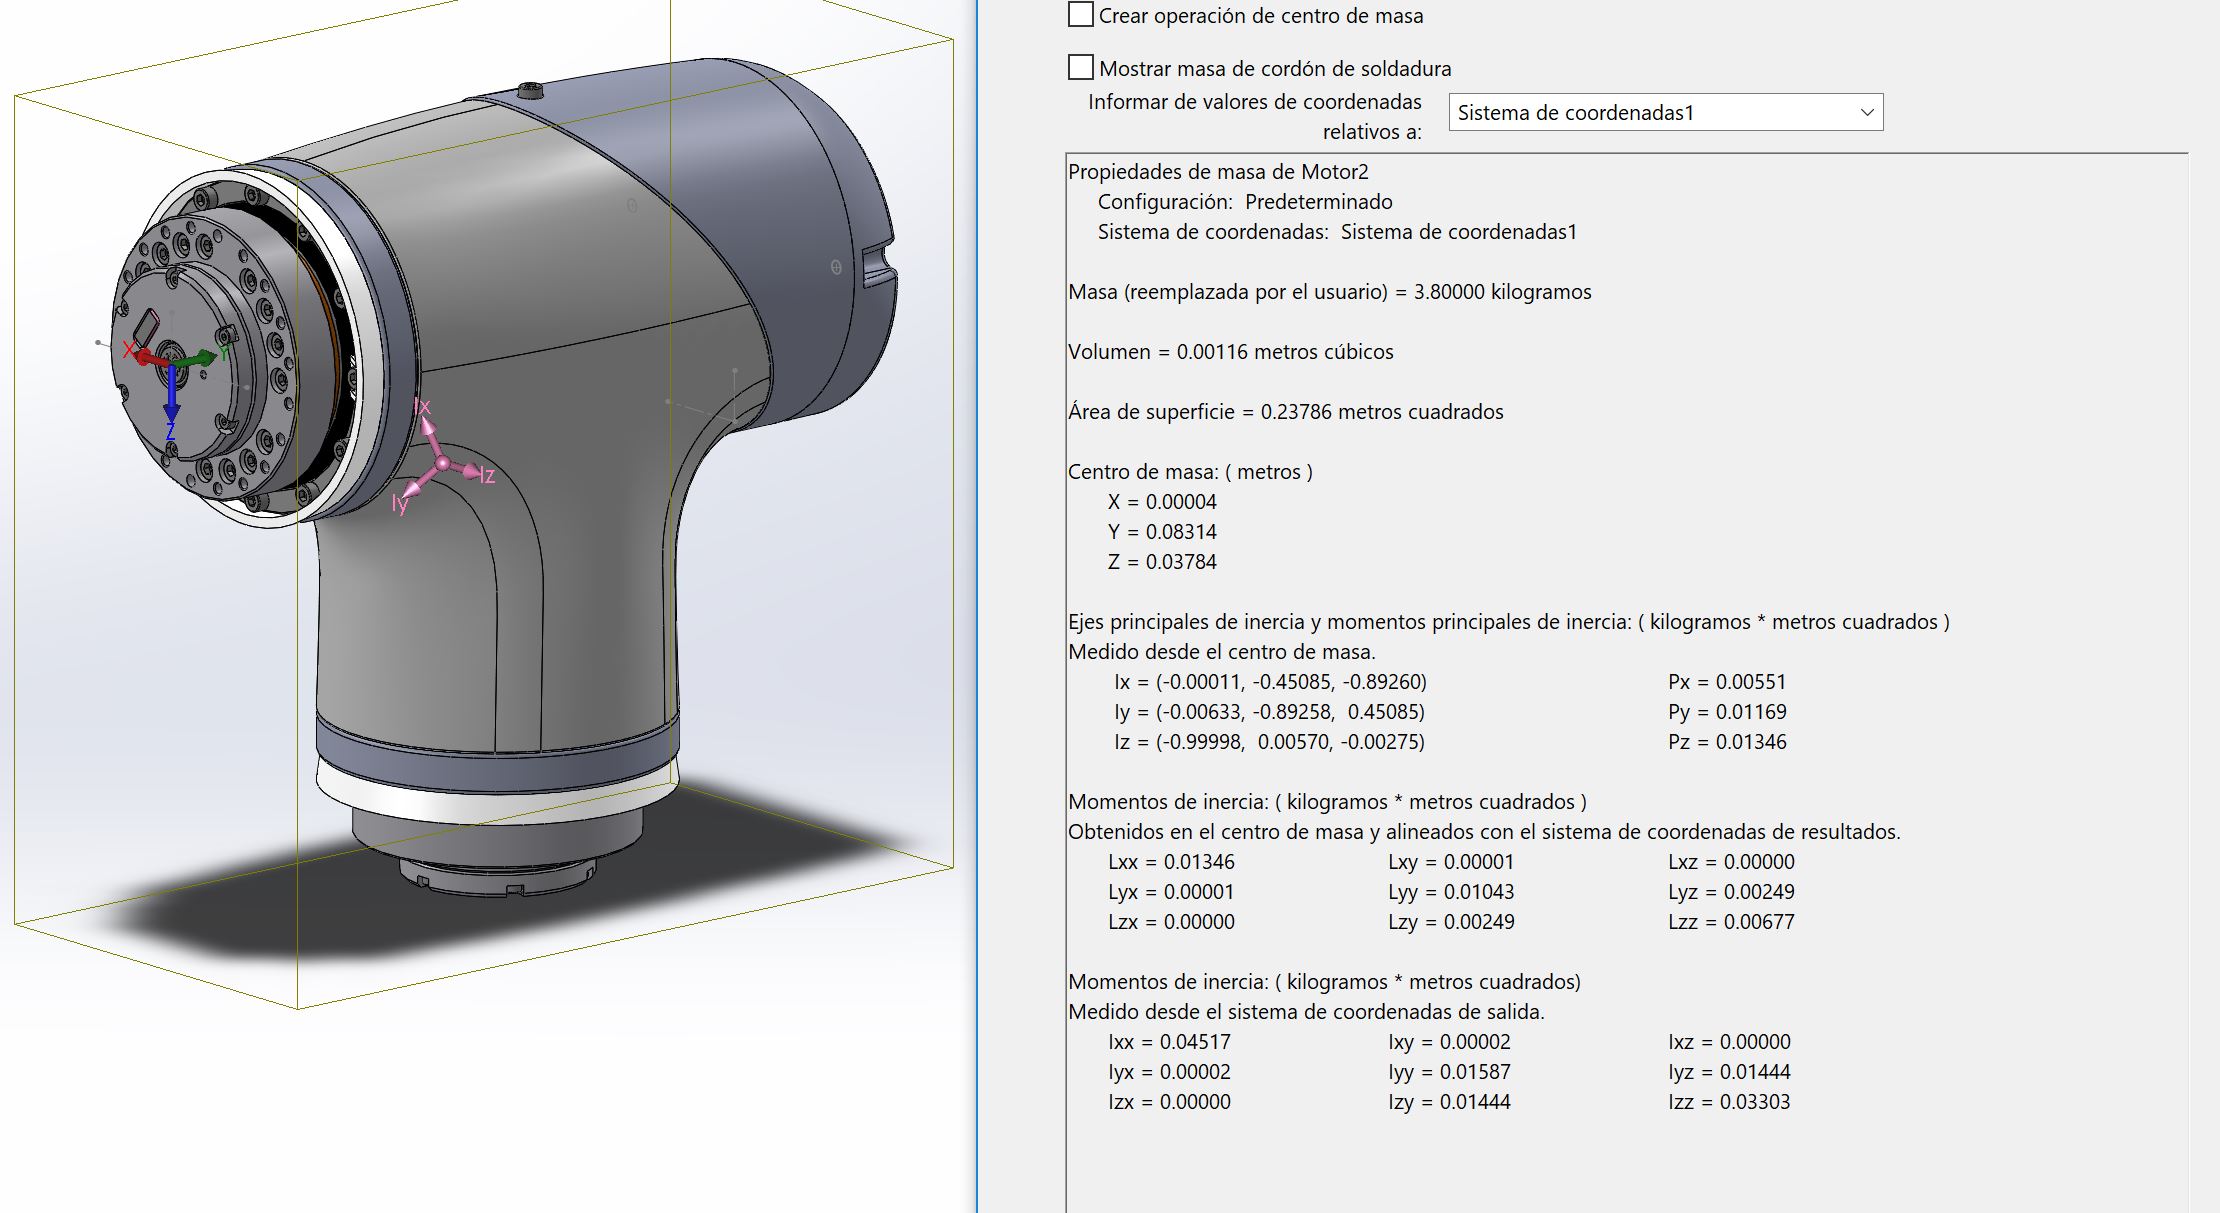 Crear operación de centro de masa
Mostrar masa de cordón de soldadura
Informar de valores de coordenadas
relativos a:
Sistema de coordenadas1
Propiedades de masa de Motor2
Configuración: Predeterminado
Sistema de coordenadas: Sistema de coordenadas1
Masa (reemplazada por el usuario) = 3.80000 kilogramos
Volumen = 0.00116 metros cúbicos
Área de superficie = 0.23786 metros cuadrados
Centro de masa: ( metros )
X = 0.00004
Y = 0.08314
Z = 0.03784
Ejes principales de inercia y momentos principales de inercia: ( kilogramos * metros cuadrados )
Medido desde el centro de masa.
Ix = (-0.00011, -0.45085, -0.89260) Px = 0.00551
Iy = (-0.00633, -0.89258, 0.45085) Py = 0.01169
Iz = (-0.99998, 0.00570, -0.00275) Pz = 0.01346
Momentos de inercia: ( kilogramos * metros cuadrados )
Obtenidos en el centro de masa y alineados con el sistema de coordenadas de resultados.
Lxx = 0.01346 Lxy = 0.00001 Lxz = 0.00000
Lyx = 0.00001 Lyy = 0.01043 Lyz = 0.00249
Lzx = 0.00000 Lzy = 0.00249 Lzz = 0.00677
Momentos de inercia: ( kilogramos * metros cuadrados)
Medido desde el sistema de coordenadas de salida.
Ixx = 0.04517 Ixy = 0.00002 Ixz = 0.00000
Iyx = 0.00002 Iyy = 0.01587 Iyz = 0.01444
Izx = 0.00000 Izy = 0.01444 Izz = 0.03303
X
Y
Z
Ix
Iz
Iy